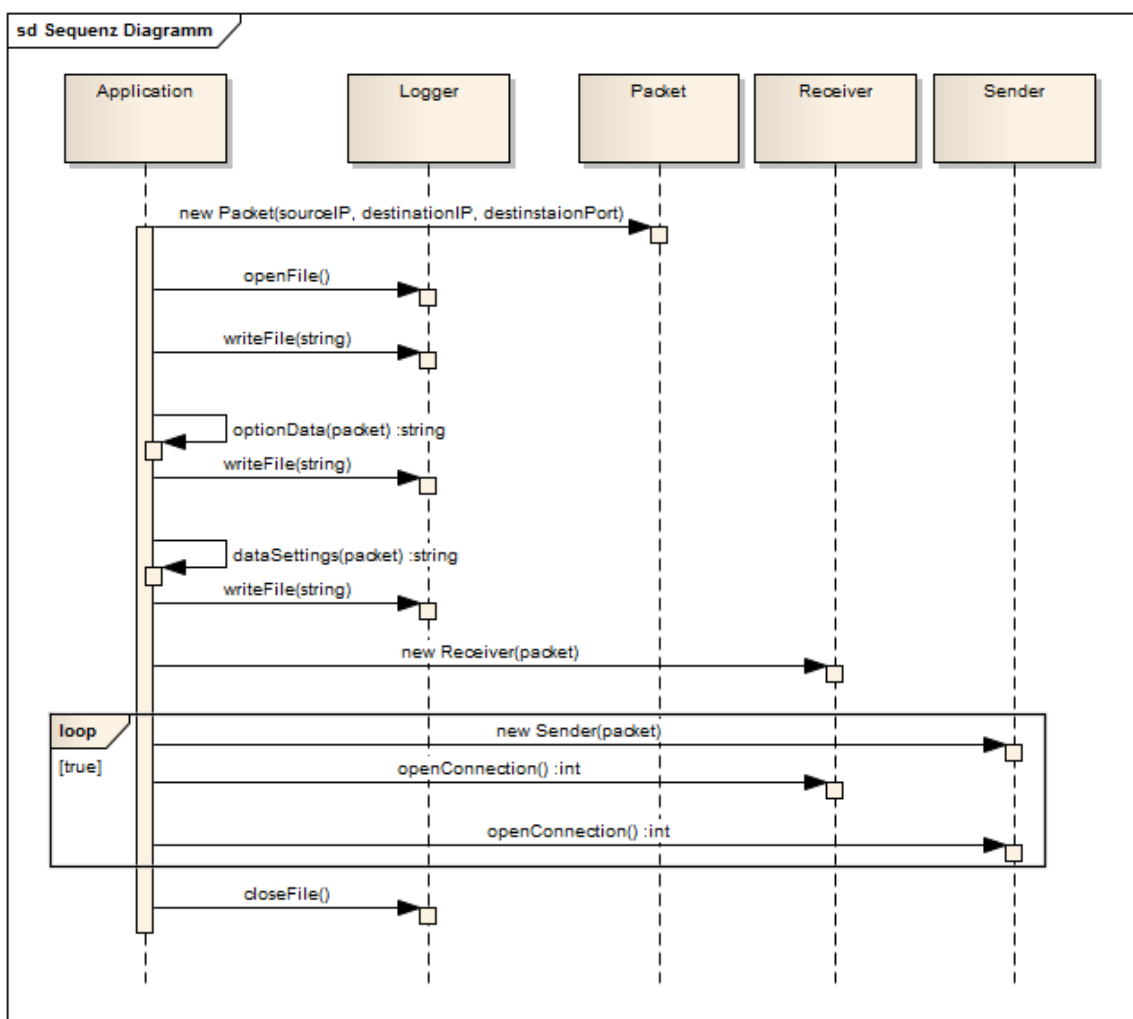 sd Sequenz Diagramm
Application
Logger
Packet
Receiver
Sender
new Packet(sourceIP, destinationIP, destinstaionPort)
openFile()
writeFile(string)
optionData(packet) :string
writeFile(string)
dataSettings(packet) :string
writeFile(string)
new Receiver(packet)
loop
new Sender(packet)
[true]
openConnection() :int
openConnection() :int
closeFile()